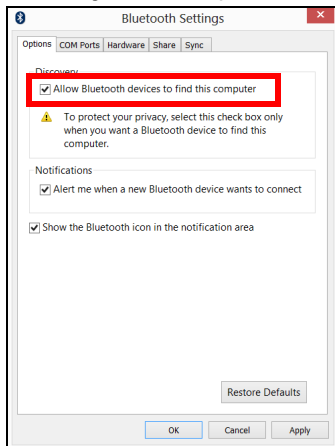 Bluetooth Settings
Options COM Ports Hardware Share Sync
Discovery
Allow Bluetooth devices to find this computer
To protect your privacy, select this check box only
when you want a Bluetooth device to find this
computer.
Notifications
Alert me when a new Bluetooth device wants to connect
Show the Bluetooth icon in the notification area
Restore Defaults
OK Cancel Apply